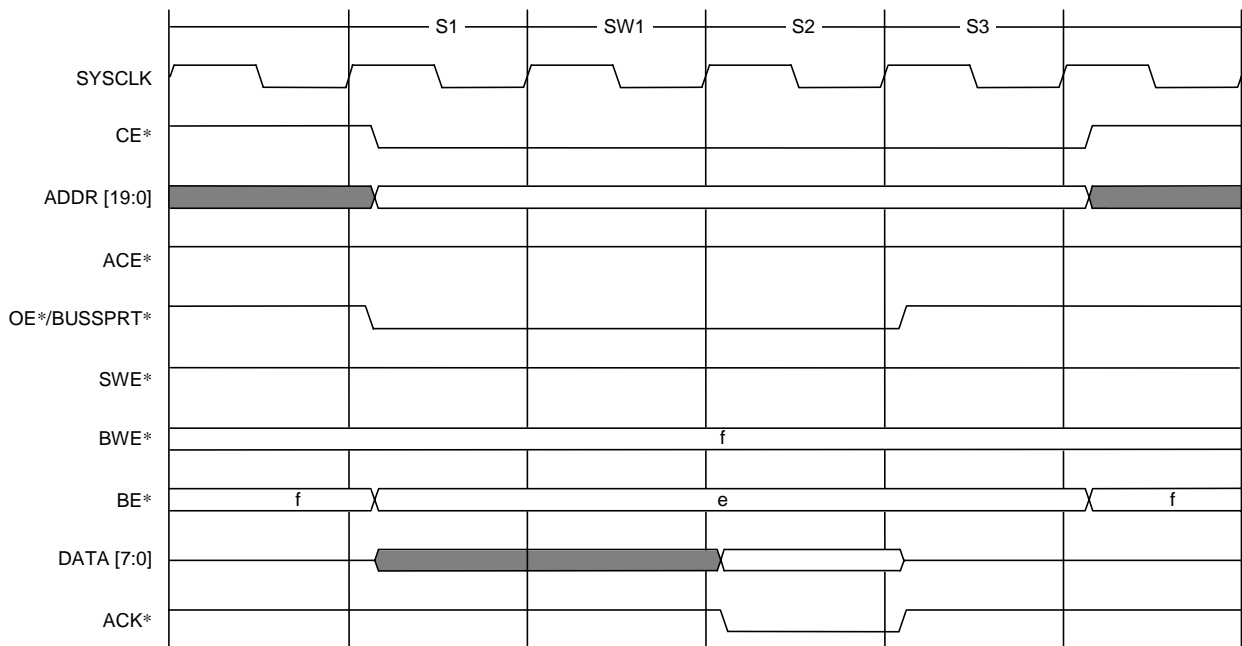 S1 SW1 S2 S3
SYSCLK
CE*
ADDR [19:0]
ACE*
OE*/BUSSPRT*
SWE*
BWE* f
BE* f e f
DATA [7:0]
ACK*